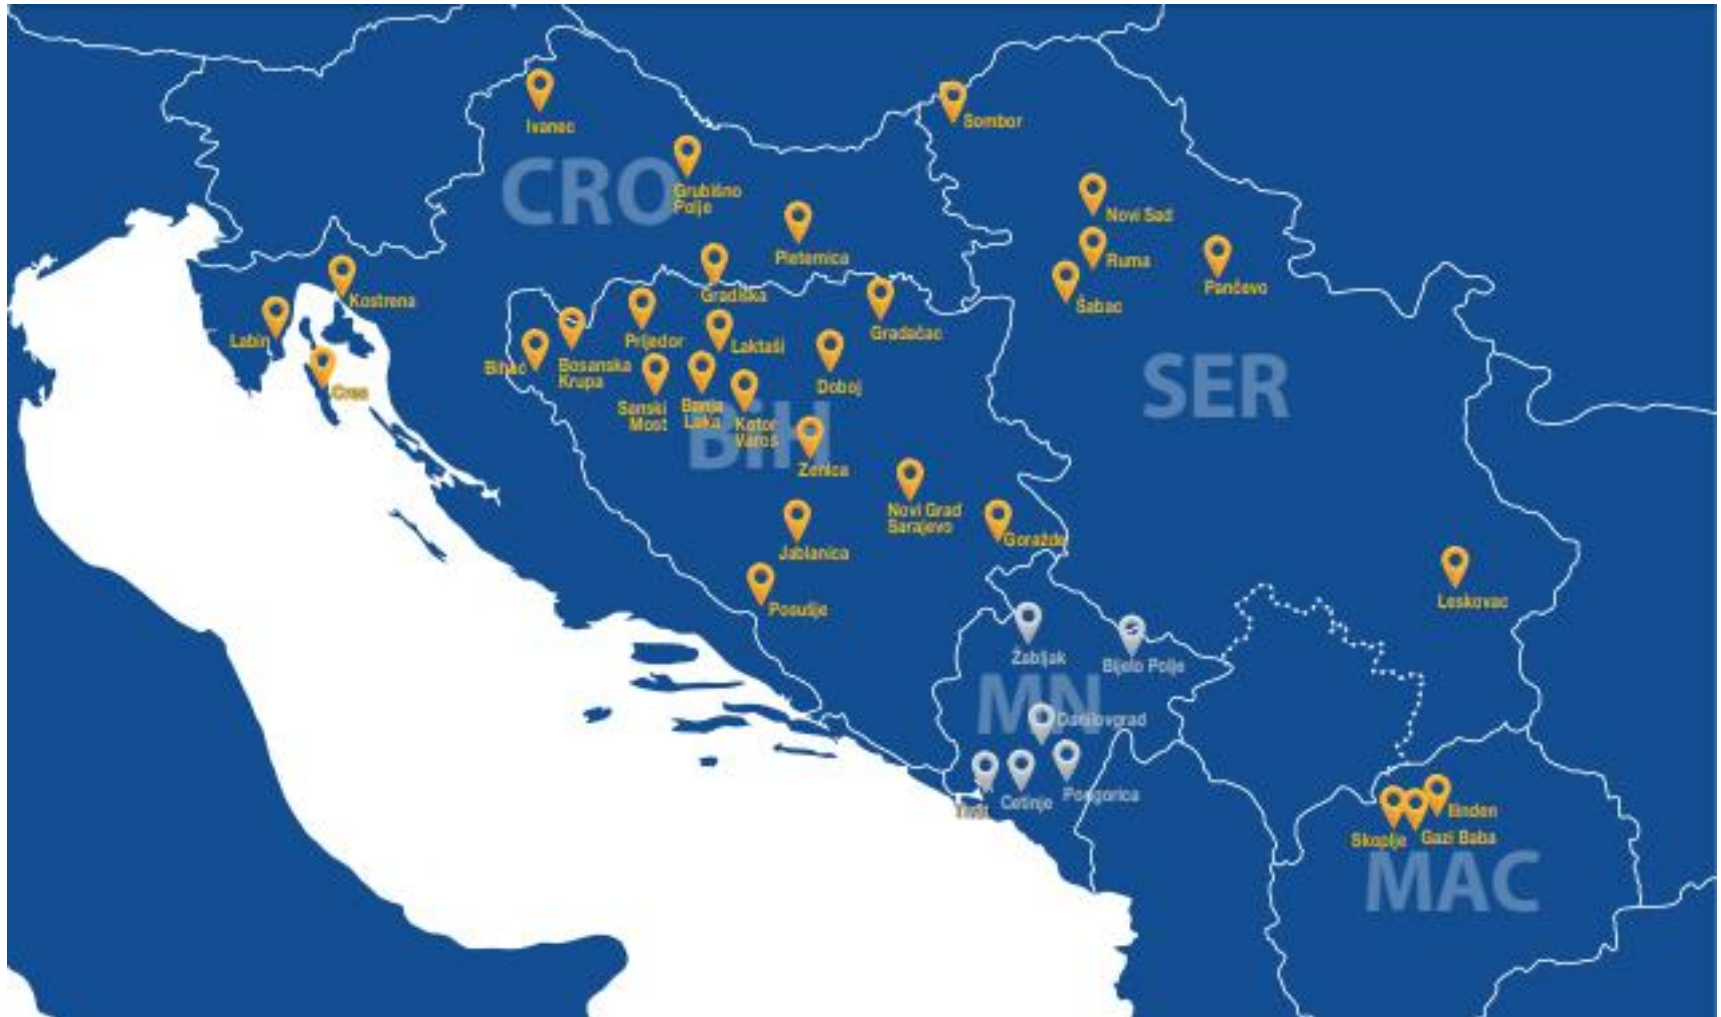 Ivanec
Sombor
CRO
Grubišno
Polje
Novi Sad
Pleternica
Ruma
Pančevo
Kostrena
Gradiška
Šabac
Labin
Prijedor
Laktaši
Gradačac
Bihać
Bosanska
Krupa
Doboj
SER
Cres
Sanski
Most
Banja
Luka
Kotor
Varoš
BiH
Zenica
Novi Grad
Sarajevo
Goražde
Jablanica
Posušje
Leskovac
Žabljak
Bijelo Polje
MN
Danilovgrad
Tivat
Cetinje
Podgorica
Skoplje
Gazi Baba
MAC